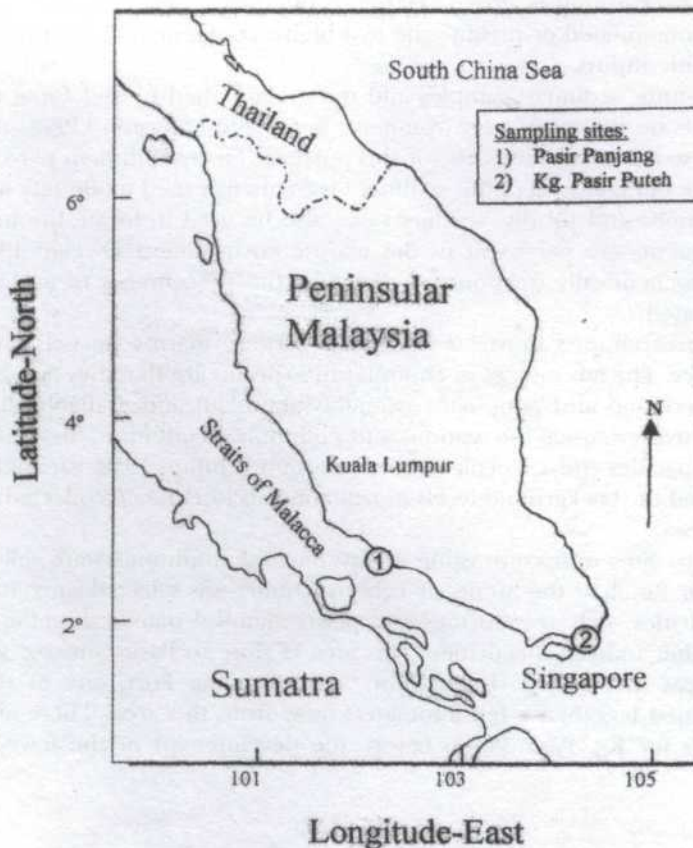 South China Sea
Thailand
Sampling sites:
1) Pasir Panjang
2) Kg. Pasir Puteh
6°
Peninsular
Malaysia
Latitude-North
N
4°
Straits of Malacca
Kuala Lumpur
1
2°
2
Sumatra
Singapore
101
103
105
Longitude-East